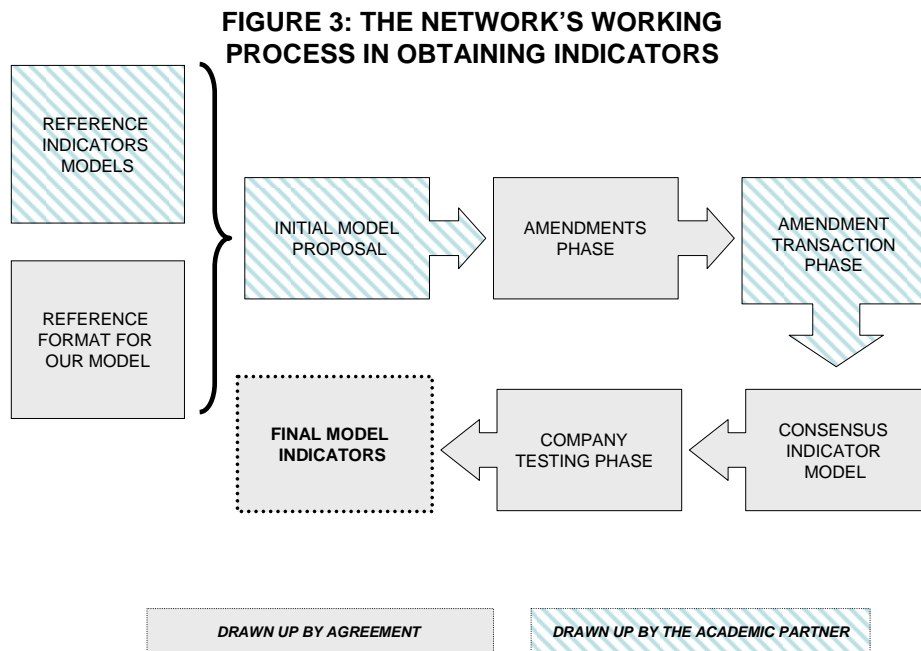 FIGURE 3: THE NETWORK'S WORKING
PROCESS IN OBTAINING INDICATORS
REFERENCE
INDICATORS
MODELS
REFERENCE
FORMAT FOR
OUR MODEL
INITIAL MODEL
PROPOSAL
AMENDMENTS
PHASE
AMENDMENT
TRANSACTION
PHASE
CONSENSUS
INDICATOR
MODEL
COMPANY
TESTING PHASE
FINAL MODEL
INDICATORS
DRAWN UP BY AGREEMENT
DRAWN UP BY THE ACADEMIC PARTNER